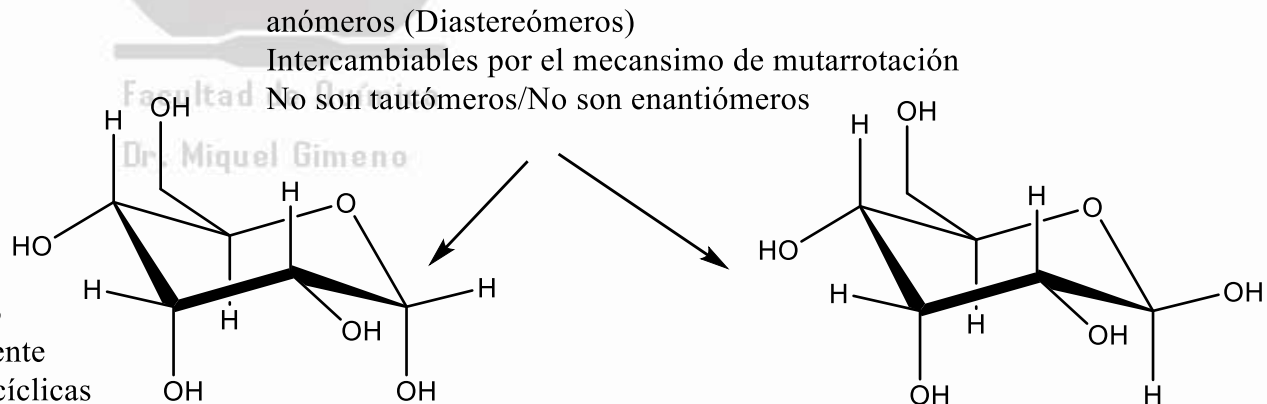 anómeros (Diastereómeros)
Intercambiables por el mecansimo de mutarrotación
Facultad de Química
No son tautómeros/No son enantiómeros
Dr. Miquel Gimeno
OH
H
H
O
HO
H
H
H
OH
OH
OH
OH
H
H
O
HO
H
H
OH
OH
OH
H
ente
cíclicas